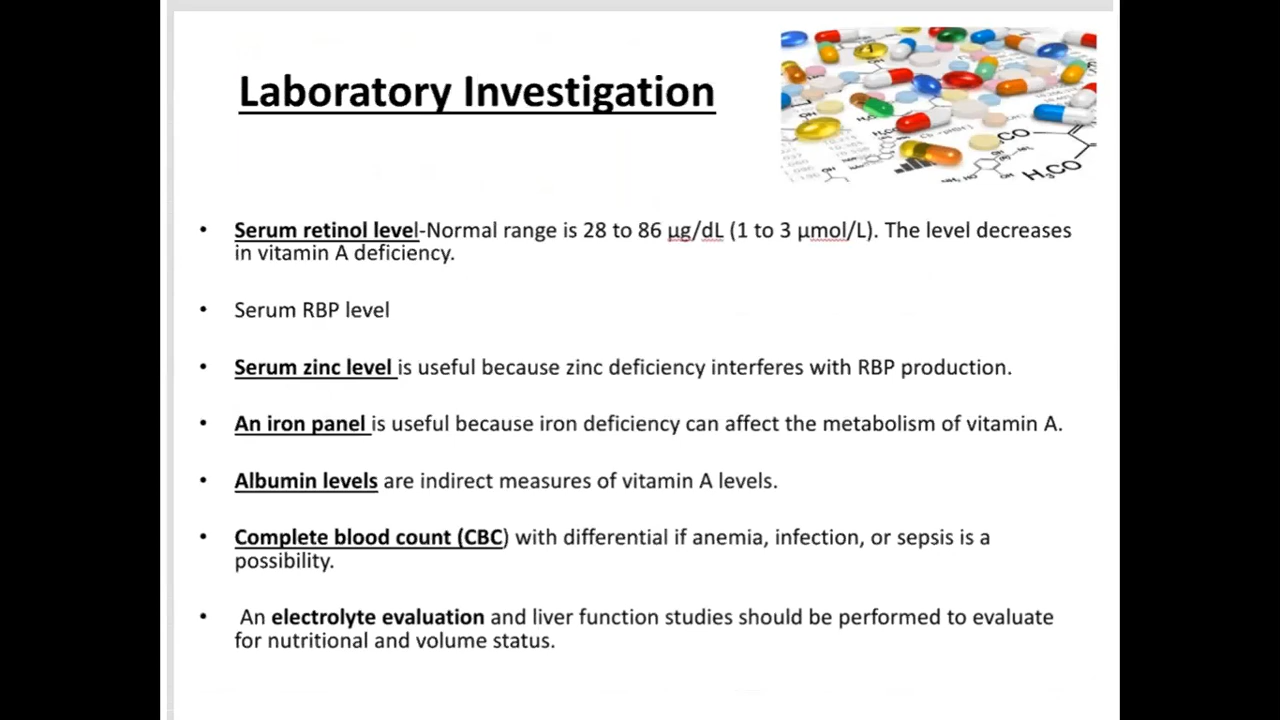 Laboratory Investigation
CO
H₃CO
• Serum retinol level-Normal range is 28 to 86 µg/dL (1 to 3 µmol/L). The level decreases
in vitamin A deficiency.
• Serum RBP level
• Serum zinc level is useful because zinc deficiency interferes with RBP production.
• An iron panel is useful because iron deficiency can affect the metabolism of vitamin A.
• Albumin levels are indirect measures of vitamin A levels.
• Complete blood count (CBC) with differential if anemia, infection, or sepsis is a
possibility.
• An electrolyte evaluation and liver function studies should be performed to evaluate
for nutritional and volume status.